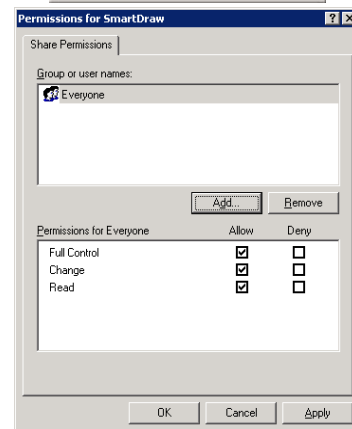 Permissions for SmartDraw
Share Permissions
Group or user names:
Everyone
Add... Remove
Permissions for Everyone Allow Deny
Full Control
Change
Read
OK Cancel Apply